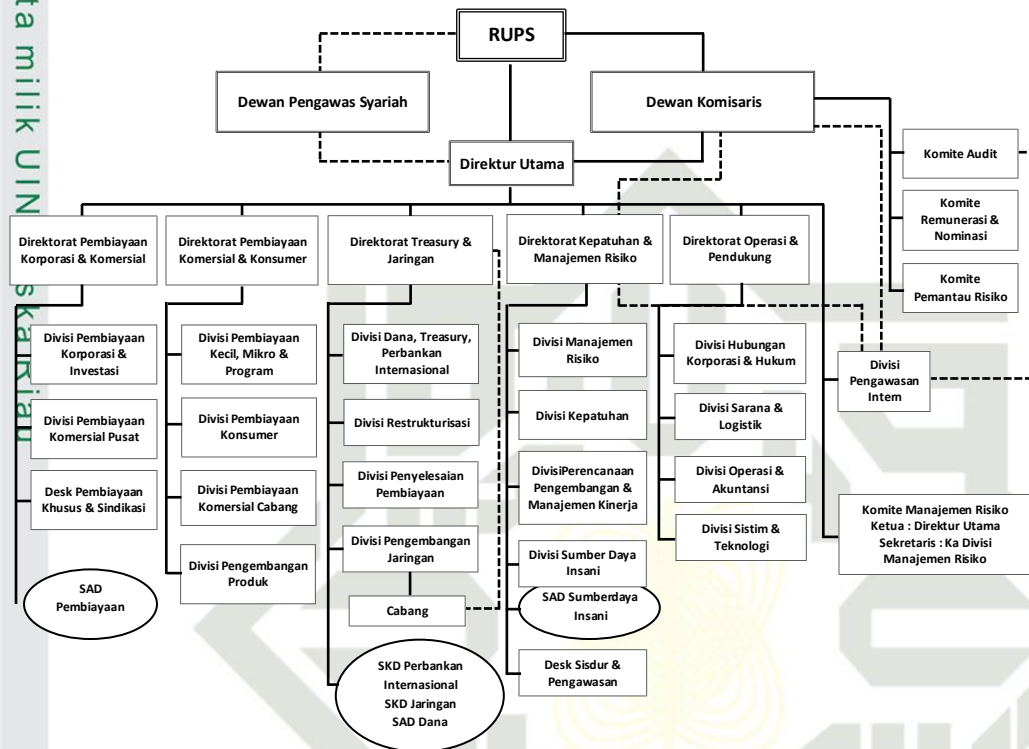 ta milik UIN
ska Riau
RUPS
Dewan Pengawas Syariah
Dewan Komisaris
Direktur Utama
Komite Audit
Komite
Remunerasi &
Nominasi
Komite
Pemantau Risiko
Direktorat Pembiayaan
Korporasi & Komersial
Direktorat Pembiayaan
Komersial & Konsumer
Direktorat Treasury &
Jaringan
Direktorat Kepatuhan &
Manajemen Risiko
Direktorat Operasi &
Pendukung
Divisi Pembiayaan
Korporasi &
Investasi
Divisi Pembiayaan
Komersial Pusat
Desk Pembiayaan
Khusus & Sindikasi
SAD
Pembiayaan
Divisi Pembiayaan
Kecil, Mikro &
Program
Divisi Pembiayaan
Konsumer
Divisi Pembiayaan
Komersial Cabang
Divisi Pengembangan
Produk
Divisi Dana, Treasury,
Perbankan
Internasional
Divisi Restrukturisasi
Divisi Penyelesaian
Pembiayaan
Divisi Pengembangan
Jaringan
Cabang
SKD Perbankan
Internasional
SKD Jaringan
SAD Dana
Divisi Manajemen
Risiko
Divisi Kepatuhan
DivisiPerencanaan
Pengembangan &
Manajemen Kinerja
Divisi Sumber Daya
Insani
SAD Sumberdaya
Insani
Desk Sisdur &
Pengawasan
Divisi Hubungan
Korporasi & Hukum
Divisi Sarana &
Logistik
Divisi Operasi &
Akuntansi
Divisi Sistim &
Teknologi
Divisi
Pengawasan
Intern
Komite Manajemen Risiko
Ketua : Direktur Utama
Sekretaris : Ka Divisi
Manajemen Risiko